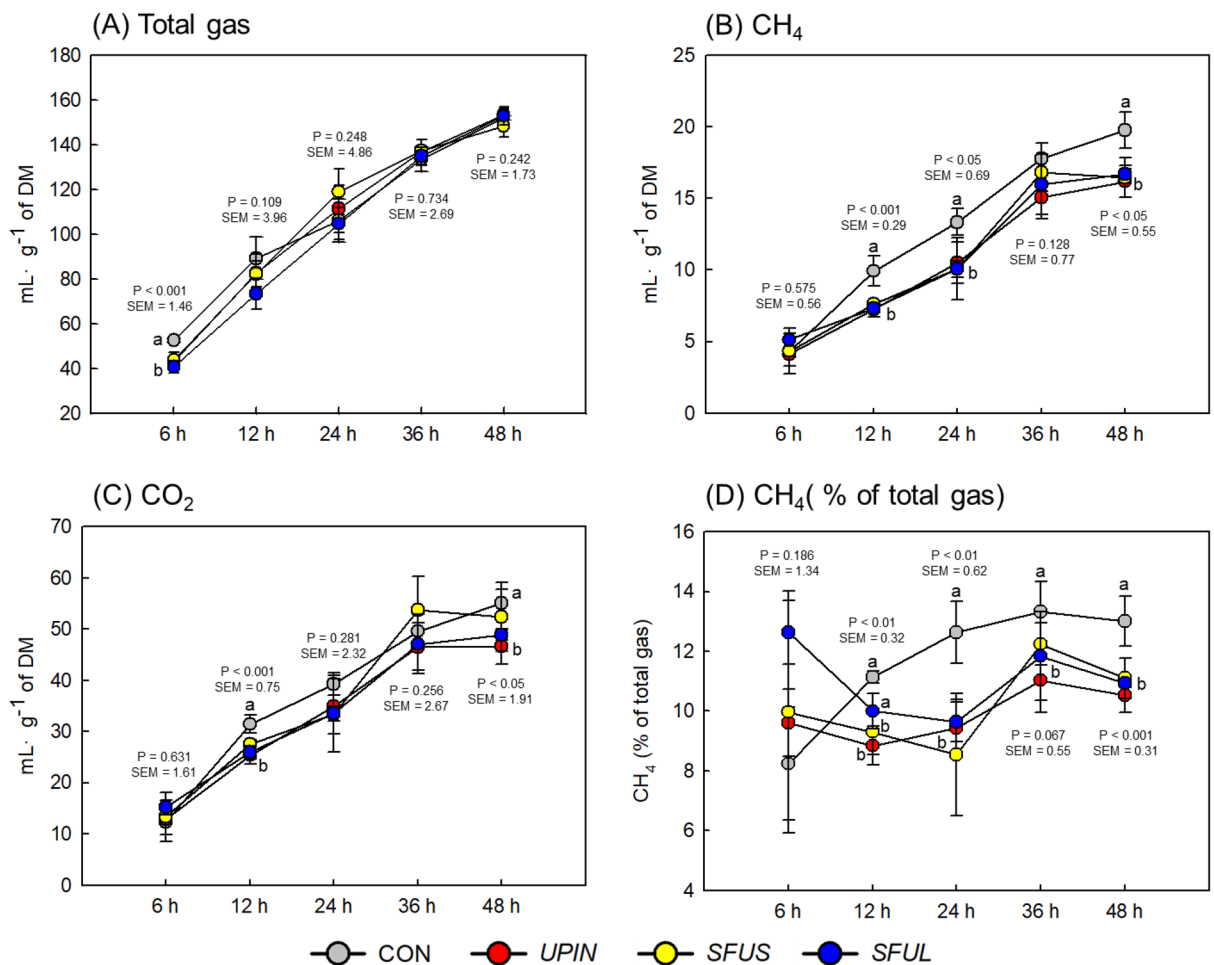 (A) Total gas
mL· g⁻¹ of DM
180
160
140
120
100
80
60
40
20
P < 0.001
SEM = 1.46
P = 0.109
SEM = 3.96
P = 0.248
SEM = 4.86
P = 0.734
SEM = 2.69
P = 0.242
SEM = 1.73
a
b
6 h 12 h 24 h 36 h 48 h
(B) CH₄
mL· g⁻¹ of DM
25
20
15
10
5
0
P = 0.575
SEM = 0.56
P < 0.001
SEM = 0.29
a
b
P < 0.05
SEM = 0.69
a
b
P = 0.128
SEM = 0.77
a
b
P < 0.05
SEM = 0.55
6 h 12 h 24 h 36 h 48 h
(C) CO₂
mL· g⁻¹ of DM
70
60
50
40
30
20
10
0
P = 0.631
SEM = 1.61
P < 0.001
SEM = 0.75
a
b
P = 0.281
SEM = 2.32
P = 0.256
SEM = 2.67
a
b
P < 0.05
SEM = 1.91
6 h 12 h 24 h 36 h 48 h
(D) CH₄( % of total gas)
CH₄ (% of total gas)
16
14
12
10
8
6
4
P = 0.186
SEM = 1.34
P < 0.01
SEM = 0.32
a
a
b
b
P < 0.01
SEM = 0.62
a
b
a
b
P = 0.067
SEM = 0.55
a
b
P < 0.001
SEM = 0.31
6 h 12 h 24 h 36 h 48 h
CON UPIN SFUS SFUL